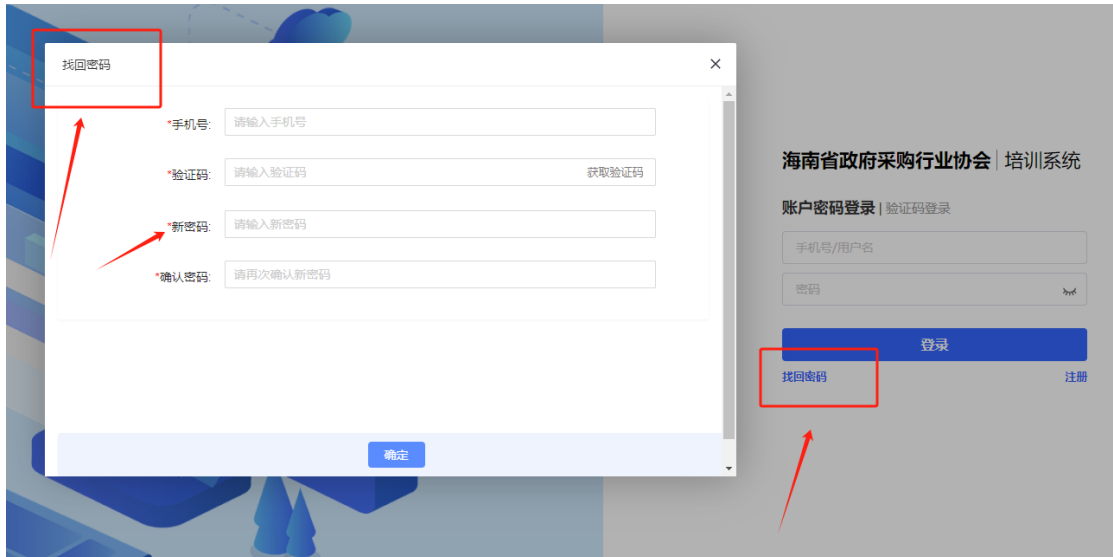 找回密码
*手机号: 请输入手机号
*验证码: 请输入验证码 获取验证码
*新密码: 请输入新密码
*确认密码: 请再次确认新密码
确定
海南省政府采购行业协会 | 培训系统
账户密码登录 | 验证码登录
手机号/用户名
密码
登录
找回密码 注册